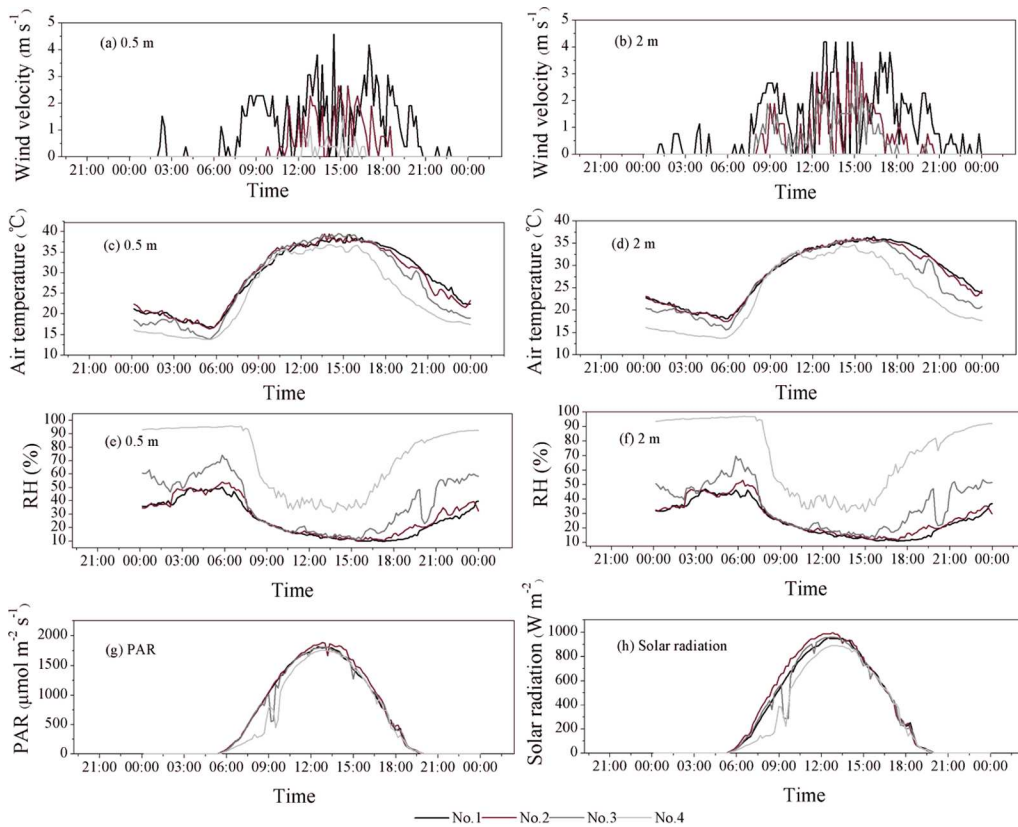 Wind velocity (m s⁻¹)
5
4
3
2
1
0
(a) 0.5 m
21:00 00:00 03:00 06:00 09:00 12:00 15:00 18:00 21:00 00:00
Time
Wind velocity (m s⁻¹)
5
4
3
2
1
0
(b) 2 m
21:00 00:00 03:00 06:00 09:00 12:00 15:00 18:00 21:00 00:00
Time
Air temperature (℃)
40
35
30
25
20
15
10
(c) 0.5 m
21:00 00:00 03:00 06:00 09:00 12:00 15:00 18:00 21:00 00:00
Time
Air temperature (℃)
40
35
30
25
20
15
10
(d) 2 m
21:00 00:00 03:00 06:00 09:00 12:00 15:00 18:00 21:00 00:00
Time
RH (%)
100
90
80
70
60
50
40
30
20
10
(e) 0.5 m
21:00 00:00 03:00 06:00 09:00 12:00 15:00 18:00 21:00 00:00
Time
RH (%)
100
90
80
70
60
50
40
30
20
10
(f) 2 m
21:00 00:00 03:00 06:00 09:00 12:00 15:00 18:00 21:00 00:00
Time
PAR (μmol m⁻² s⁻¹)
2000
1500
1000
500
0
(g) PAR
21:00 00:00 03:00 06:00 09:00 12:00 15:00 18:00 21:00 00:00
Time
Solar radiation (W m⁻²)
1000
800
600
400
200
0
(h) Solar radiation
21:00 00:00 03:00 06:00 09:00 12:00 15:00 18:00 21:00 00:00
Time
No.1 No.2 No.3 No.4